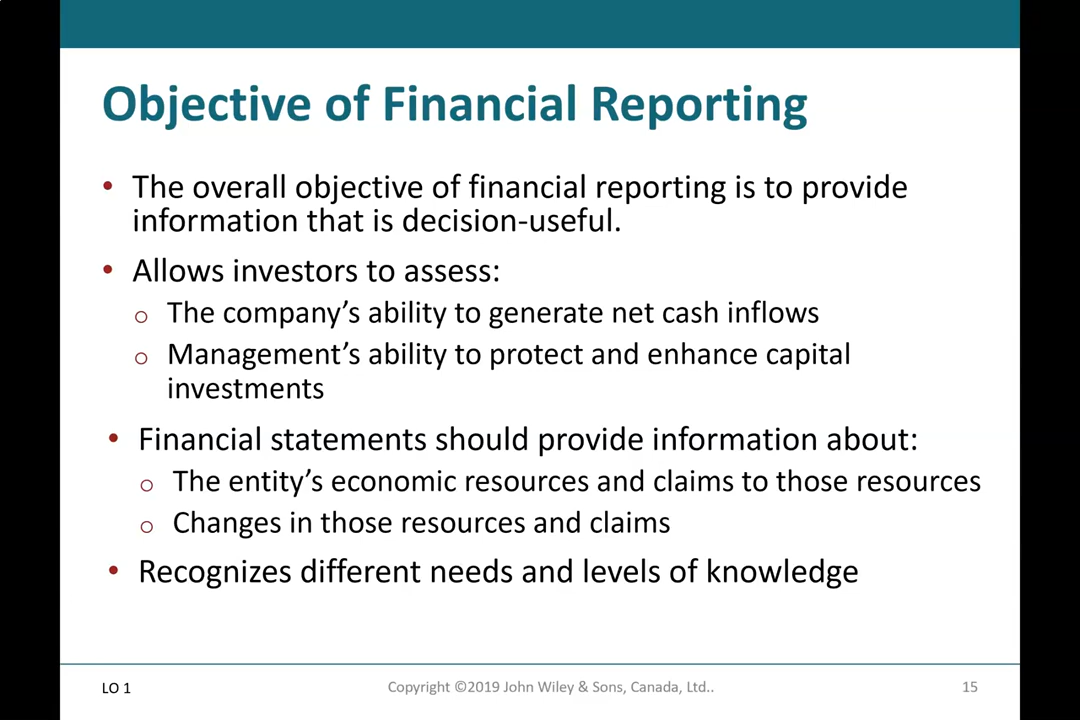 Objective of Financial Reporting
• The overall objective of financial reporting is to provide
information that is decision-useful.
• Allows investors to assess:
o The company’s ability to generate net cash inflows
o Management’s ability to protect and enhance capital
investments
• Financial statements should provide information about:
o The entity’s economic resources and claims to those resources
o Changes in those resources and claims
• Recognizes different needs and levels of knowledge
LO 1
Copyright ©2019 John Wiley & Sons, Canada, Ltd..
15